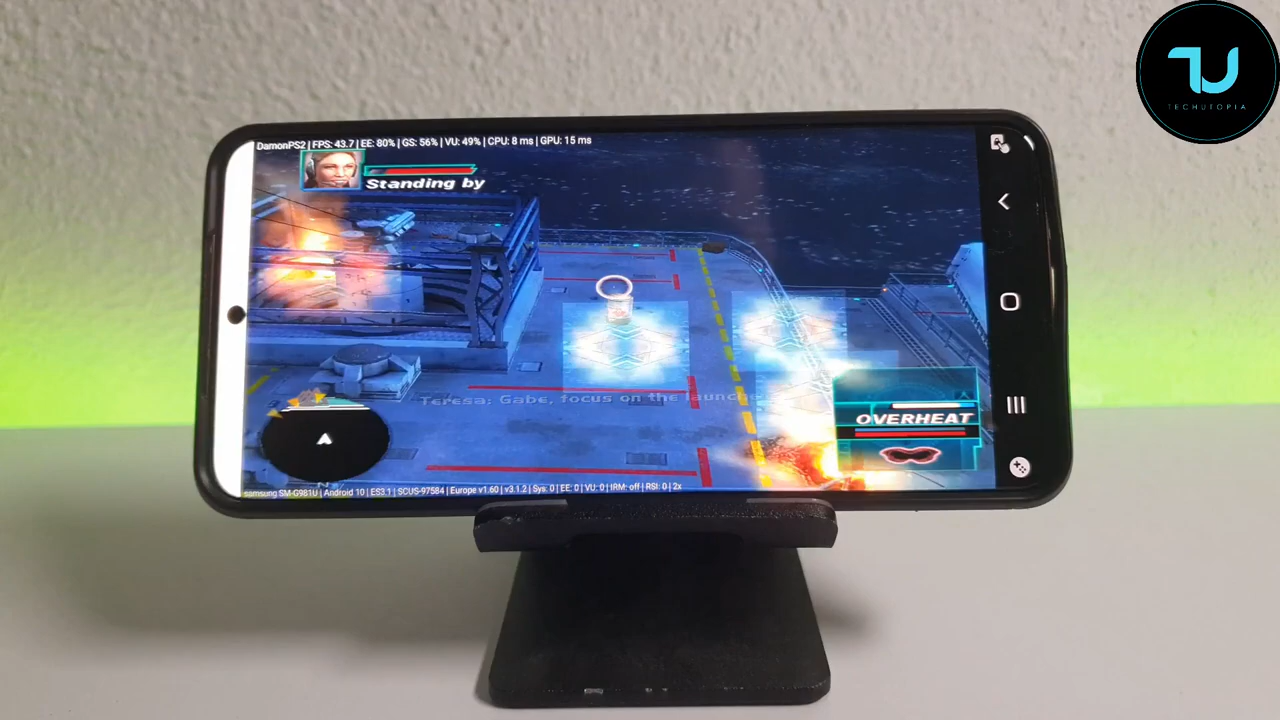 TECHUTOPIA
DamonPS2 | FPS: 43.7 | EE: 80% | GS: 56% | VU: 49% | CPU: 8 ms | GPU: 15 ms
Standing by
Teresa: Gabe, focus on the launche
OVERHEAT
N
samsung SM-G981U | Android 10 | ES3.1 | SCUS-97584 | Europe v1.60 | v3.1.2 | Sys: 0 | EE: 0 | VU: 0 | IRM: off | RSI: 0 | 2x